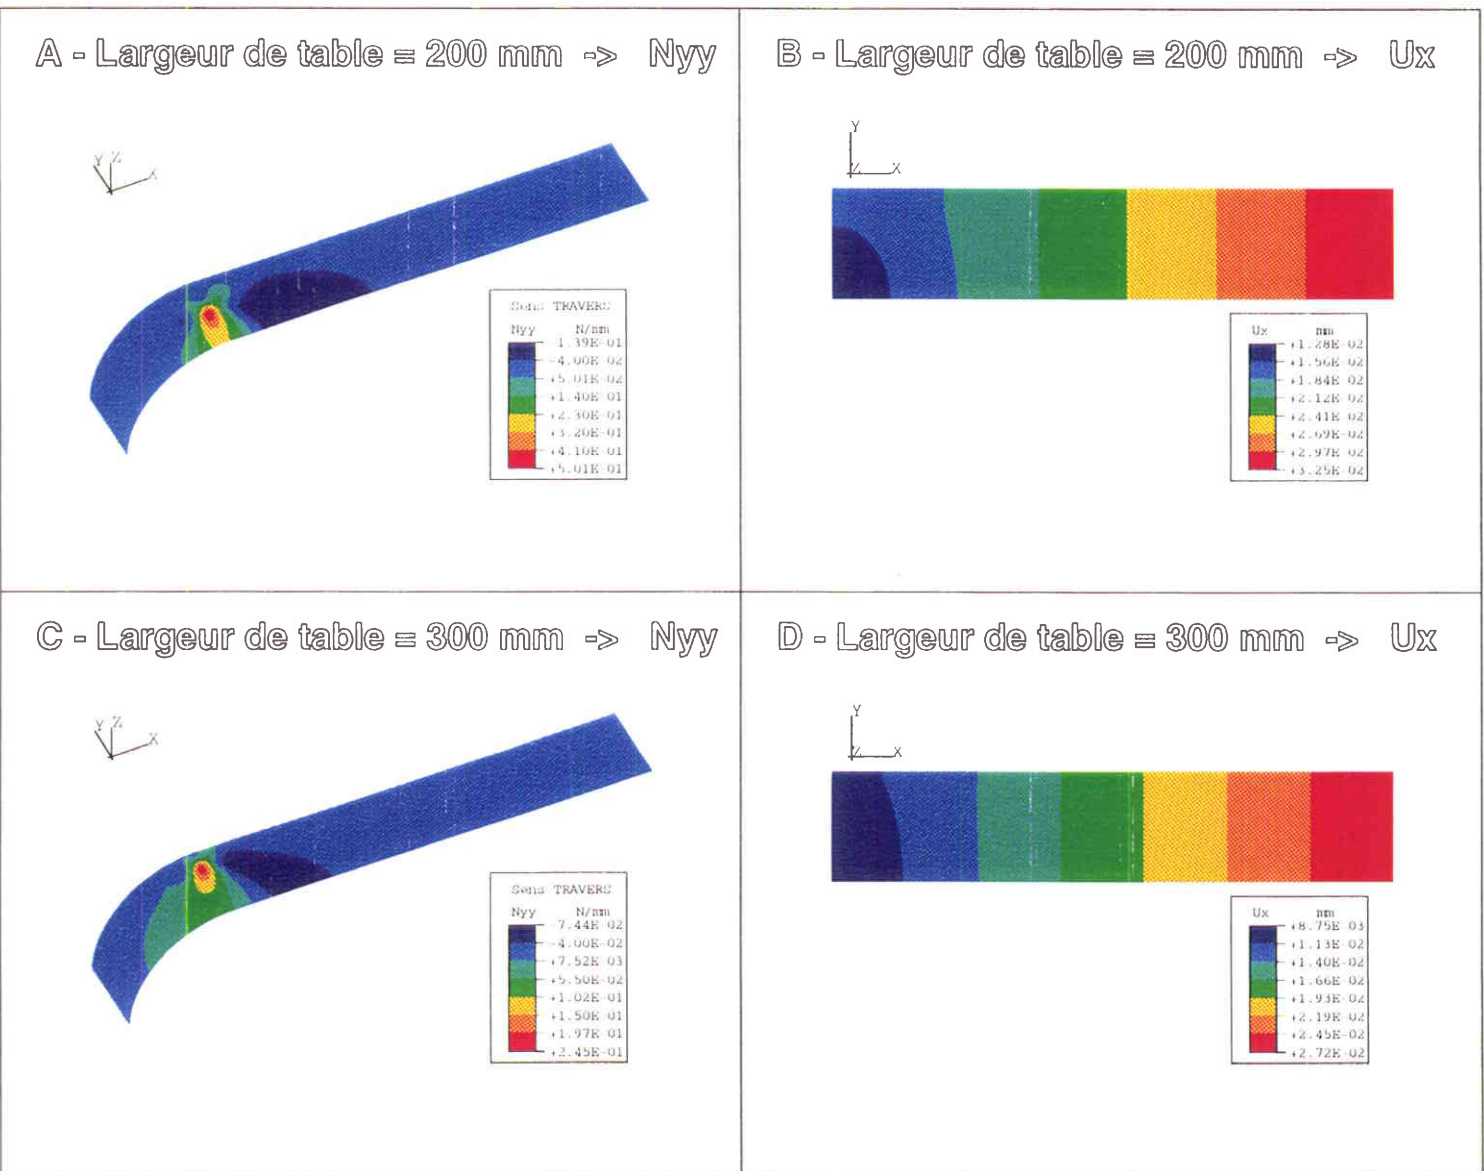 A - Largeur de table = 200 mm -> Nyy
Y Z X
Sens TRAVERS
Nyy N/mm
-1.39E-01
-4.00E-02
+5.01E-02
+1.40E-01
+2.30E-01
+3.20E-01
+4.10E-01
+5.01E-01
B - Largeur de table = 200 mm -> Ux
Y
Z X
Ux mm
+1.28E-02
+1.56E-02
+1.84E-02
+2.12E-02
+2.41E-02
+2.69E-02
+2.97E-02
+3.25E-02
C - Largeur de table = 300 mm -> Nyy
Y Z X
Sens TRAVERS
Nyy N/mm
-7.44E-02
-4.00E-02
+7.52E-03
+5.50E-02
+1.02E-01
+1.50E-01
+1.97E-01
+2.45E-01
D - Largeur de table = 300 mm -> Ux
Y
Z X
Ux mm
+8.75E-03
+1.13E-02
+1.40E-02
+1.66E-02
+1.93E-02
+2.19E-02
+2.45E-02
+2.72E-02